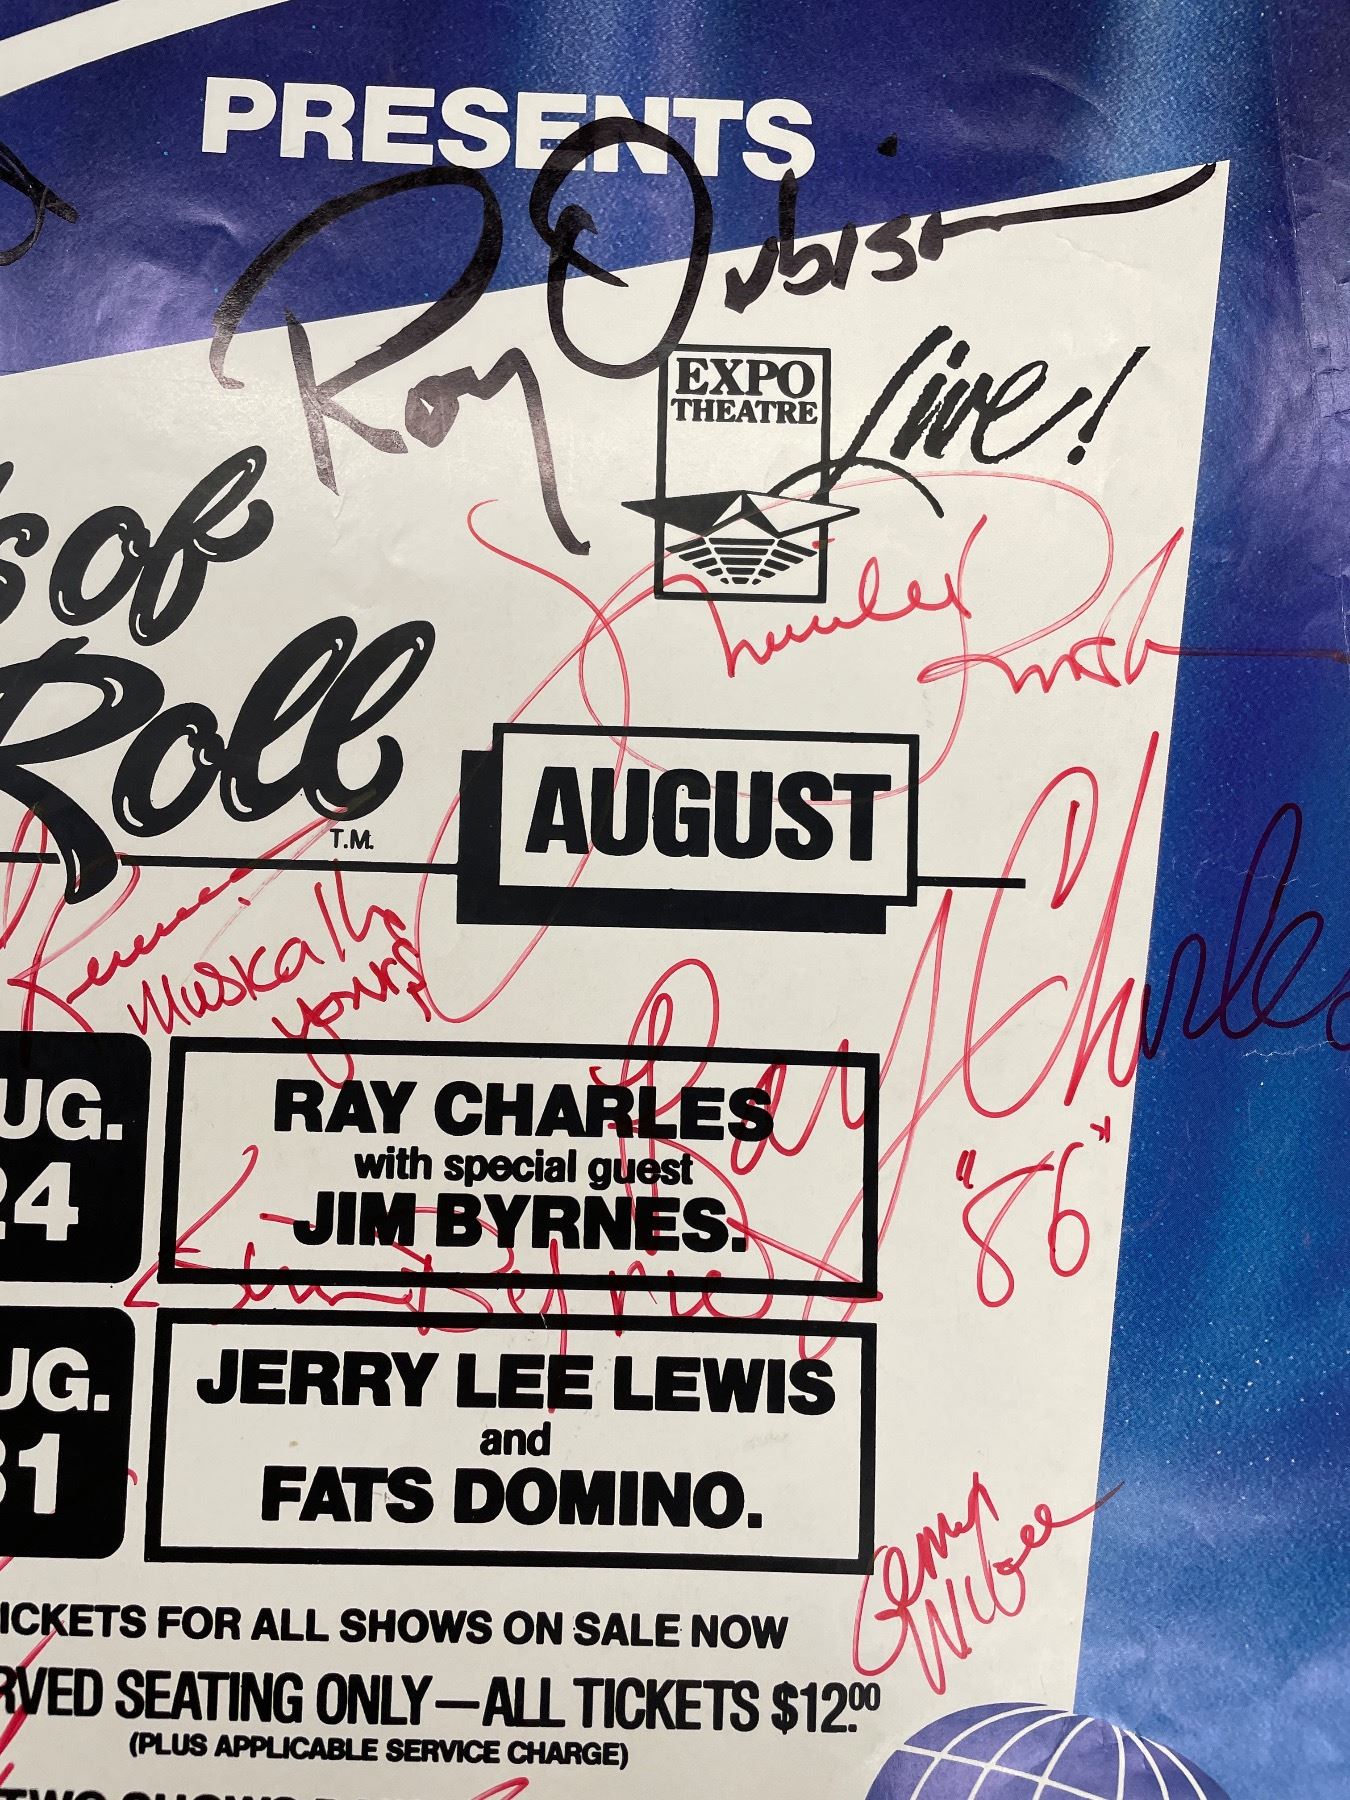 PRESENTS
Roy Orbison
EXPO
THEATRE
Live!
s of
Roll
T.M.
AUGUST
musically
yours
Ray Charles
"86"
UG.
24
RAY CHARLES
with special guest
JIM BYRNES.
UG.
31
JERRY LEE LEWIS
and
FATS DOMINO.
ICKETS FOR ALL SHOWS ON SALE NOW
RVED SEATING ONLY—ALL TICKETS $12.00
(PLUS APPLICABLE SERVICE CHARGE)